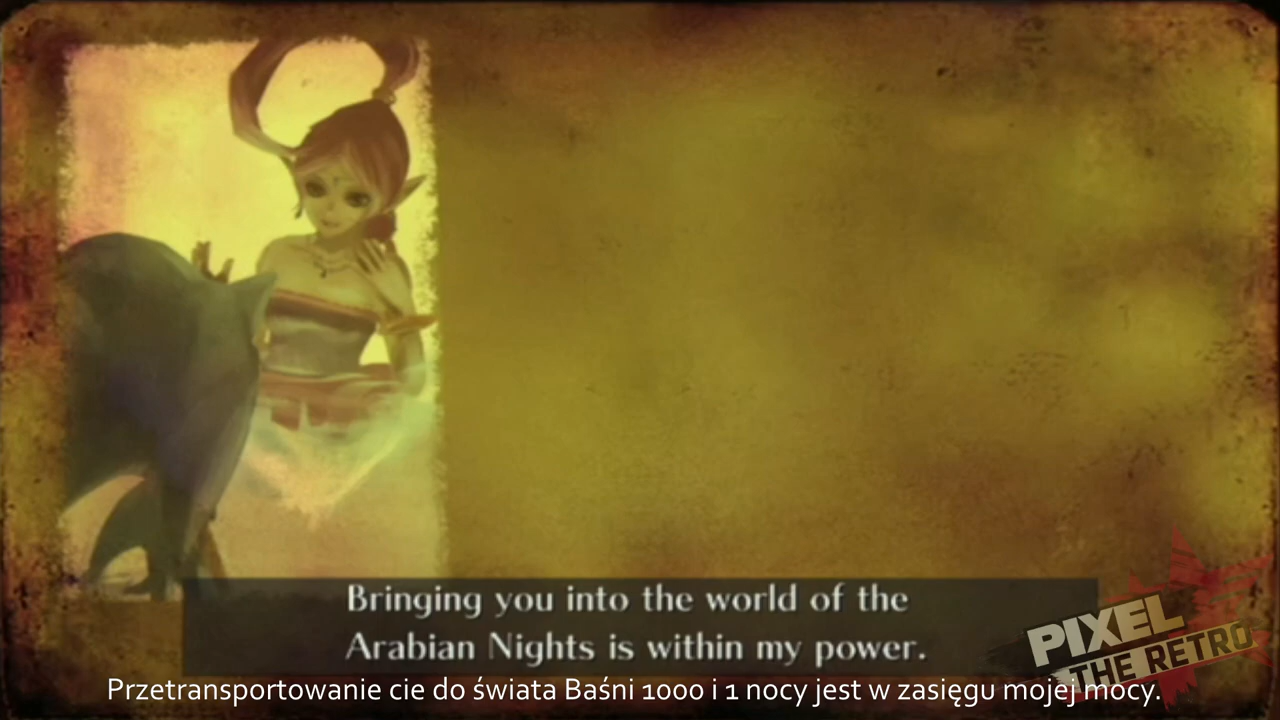 Bringing you into the world of the
Arabian Nights is within my power.
PIXEL
THE RETRO
Przetransportowanie cie do świata Baśni 1000 i 1 nocy jest w zasięgu mojej mocy.